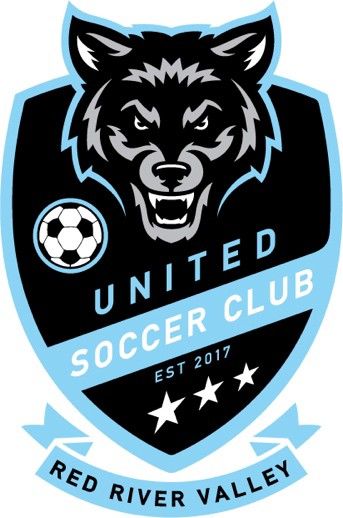 UNITED
SOCCER CLUB
EST 2017
RED RIVER VALLEY